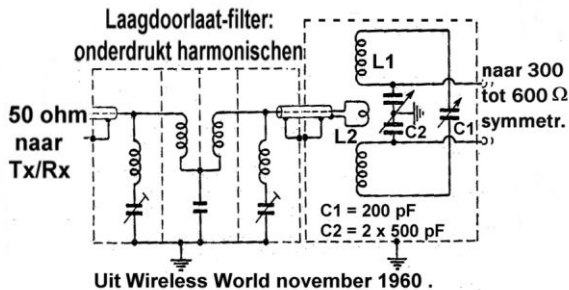 Laagdoorlaat-filter:
onderdrukt harmonischen
50 ohm
naar
Tx/Rx
L1
L2
C2
C1
naar 300
tot 600 Ω
symmetr.
C1 = 200 pF
C2 = 2 x 500 pF
Uit Wireless World november 1960 .